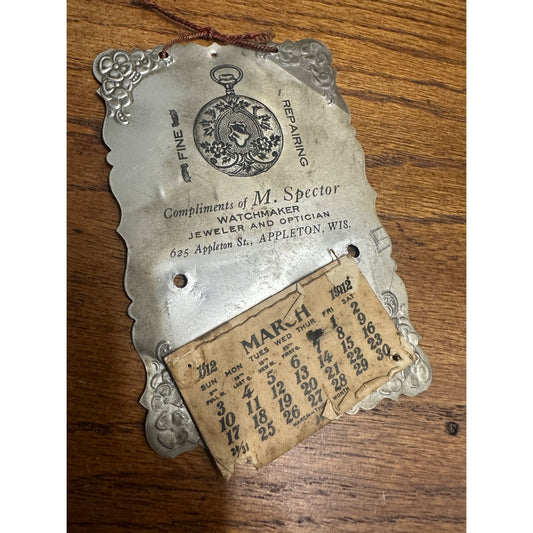 FINE
REPAIRING
Compliments of M. Spector
WATCHMAKER
JEWELER AND OPTICIAN
625 Appleton St., APPLETON, WIS.
1912 MARCH 1912
SUN MON TUES WED THUR FRI SAT
1 2
3 4 5 6 7 8 9
10 11 12 13 14 15 16
17 18 19 20 21 22 23
24/31 25 26 27 28 29 30